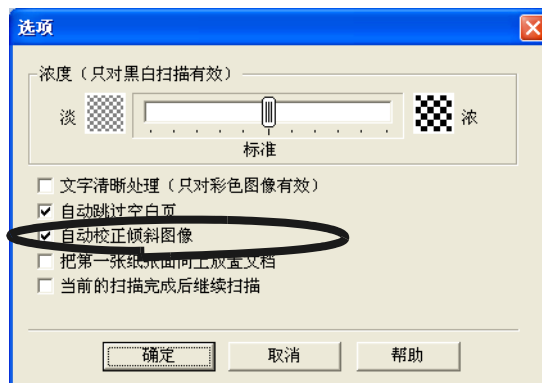 选项
浓度（只对黑白扫描有效）
淡
浓
标准
文字清晰处理（只对彩色图像有效）
自动跳过空白页
自动校正倾斜图像
把第一张纸张面向上放置文档
当前的扫描完成后继续扫描
确定
取消
帮助